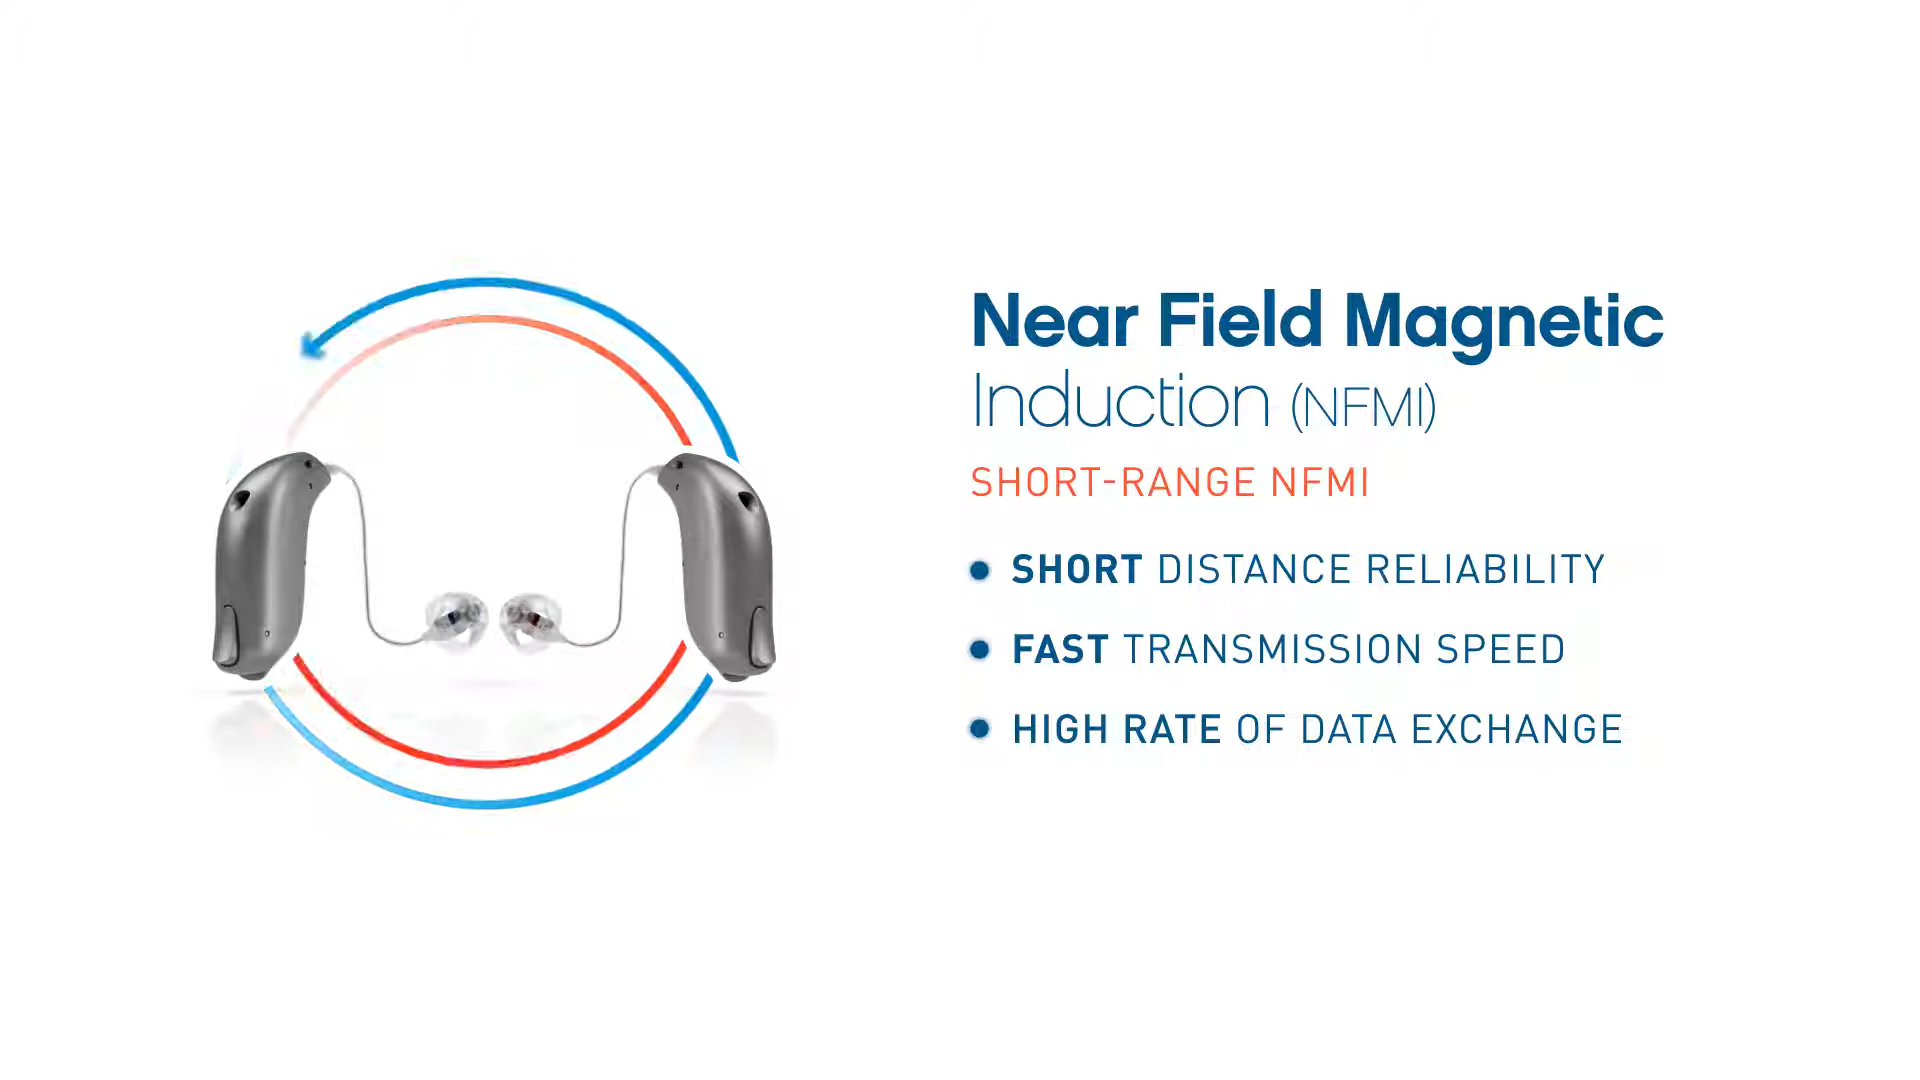 Near Field Magnetic
Induction (NFMI)
SHORT-RANGE NFMI
• SHORT DISTANCE RELIABILITY
• FAST TRANSMISSION SPEED
• HIGH RATE OF DATA EXCHANGE